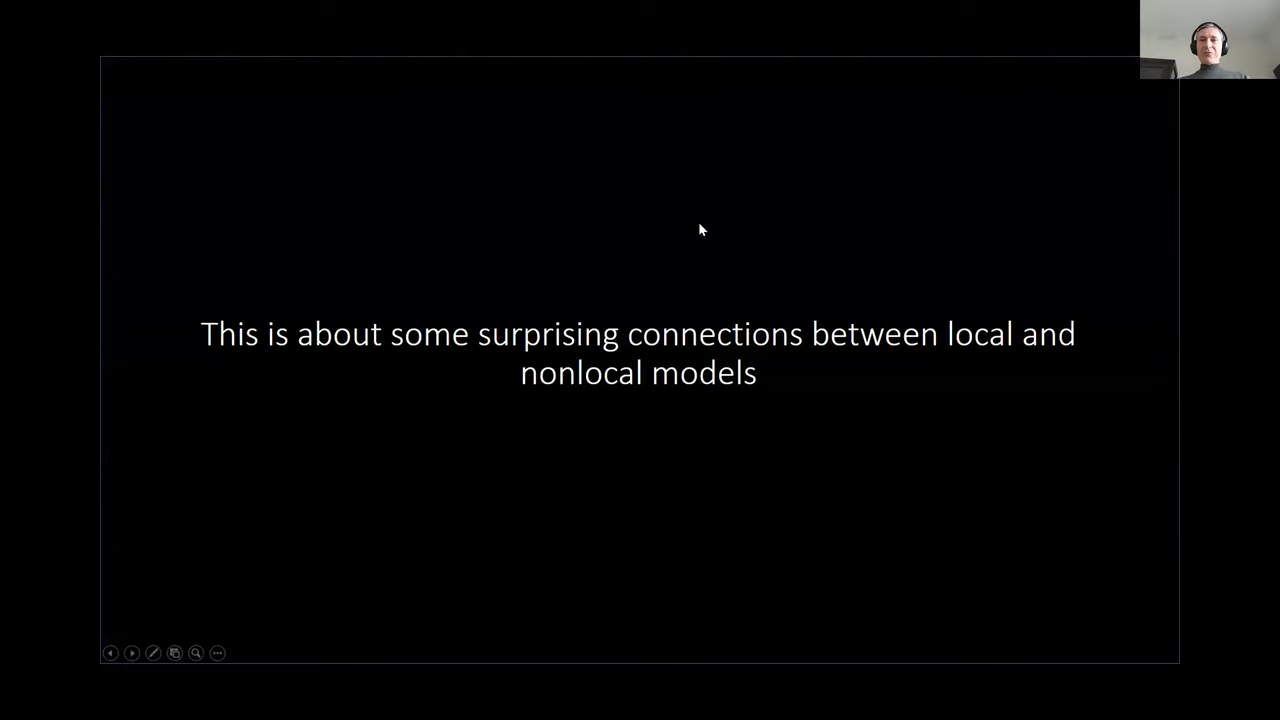 This is about some surprising connections between local and
nonlocal models